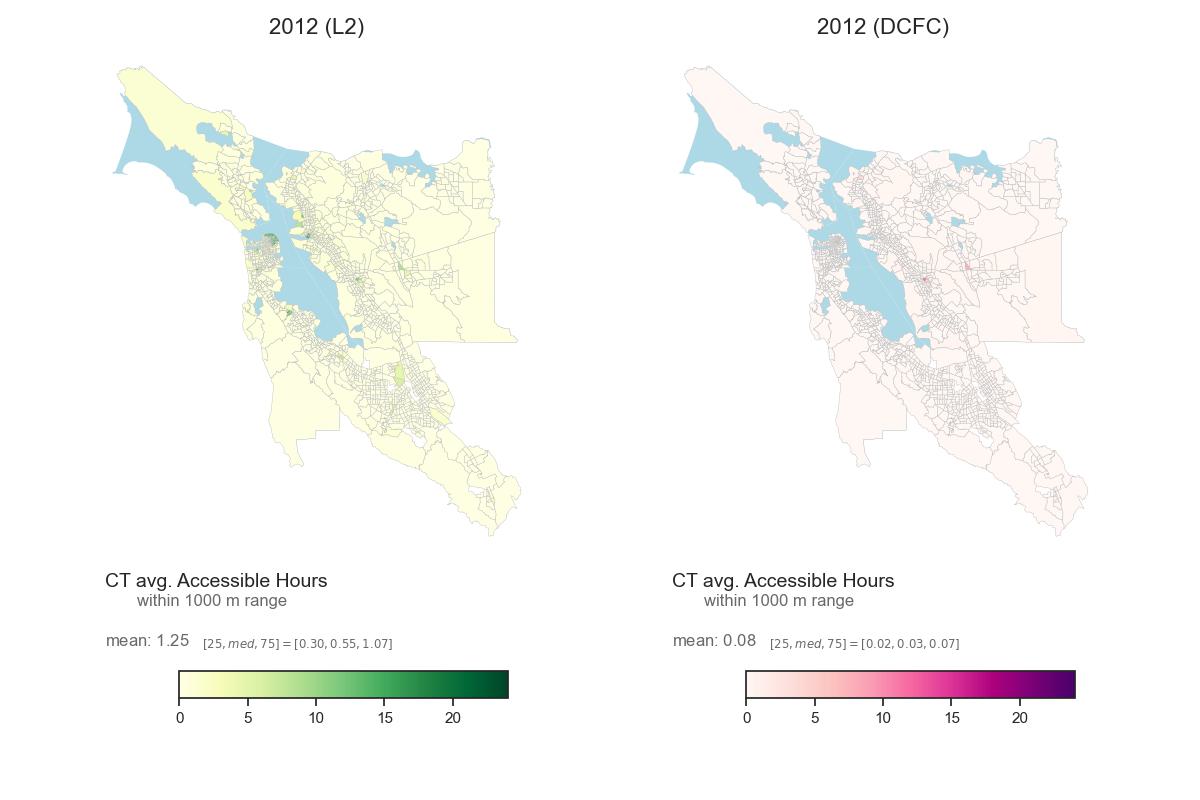 2012 (L2)
2012 (DCFC)
CT avg. Accessible Hours
within 1000 m range
mean: 1.25 [25, med, 75] = [0.30, 0.55, 1.07]
0 5 10 15 20
CT avg. Accessible Hours
within 1000 m range
mean: 0.08 [25, med, 75] = [0.02, 0.03, 0.07]
0 5 10 15 20